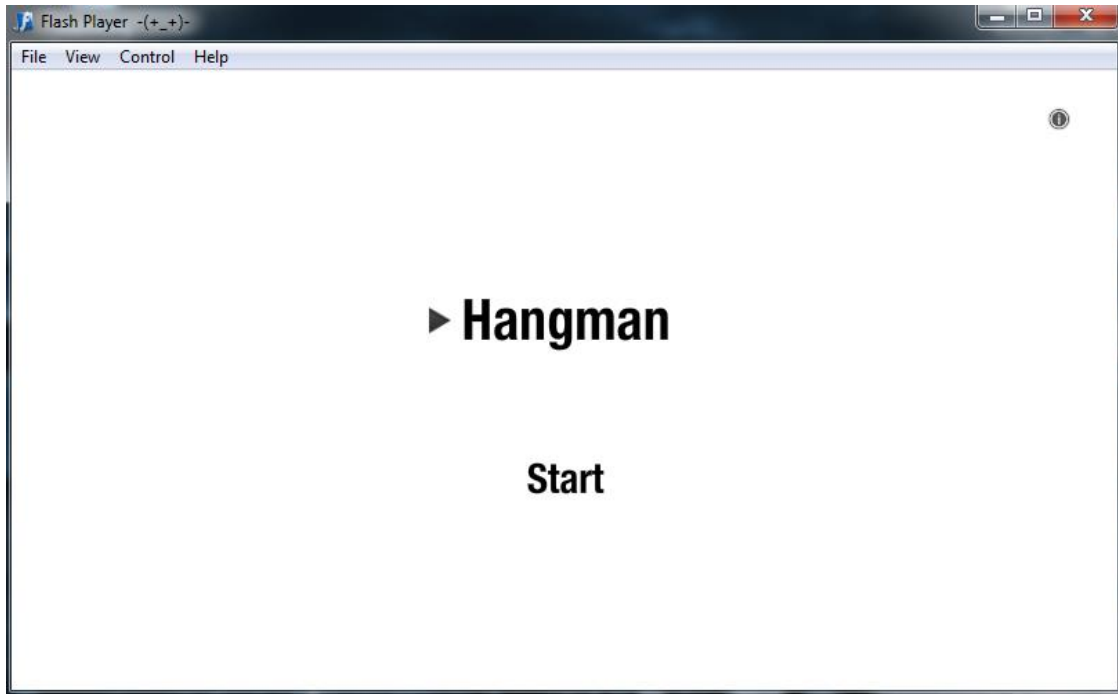 Flash Player -(+_+)-
File View Control Help
Hangman
Start